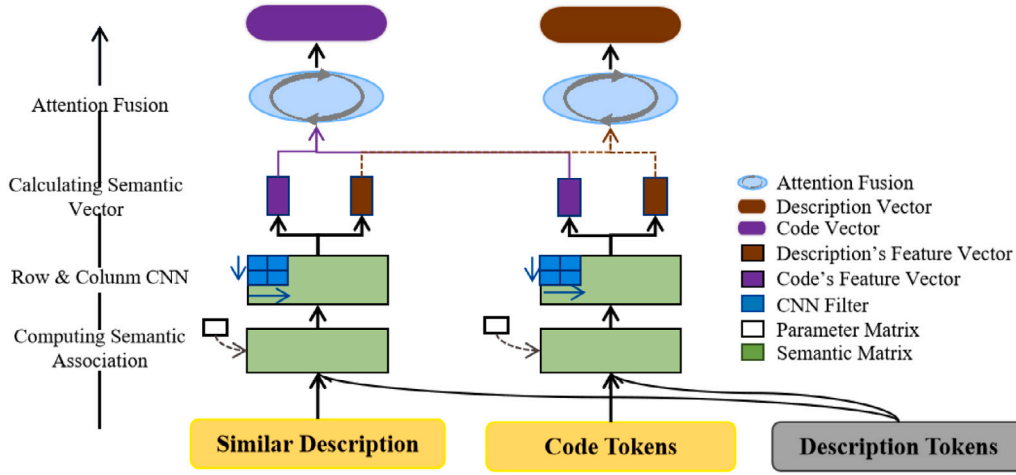 Attention Fusion
Calculating Semantic
Vector
Row & Colunm CNN
Computing Semantic
Association
Attention Fusion
Description Vector
Code Vector
Description's Feature Vector
Code's Feature Vector
CNN Filter
Parameter Matrix
Semantic Matrix
Similar Description
Code Tokens
Description Tokens